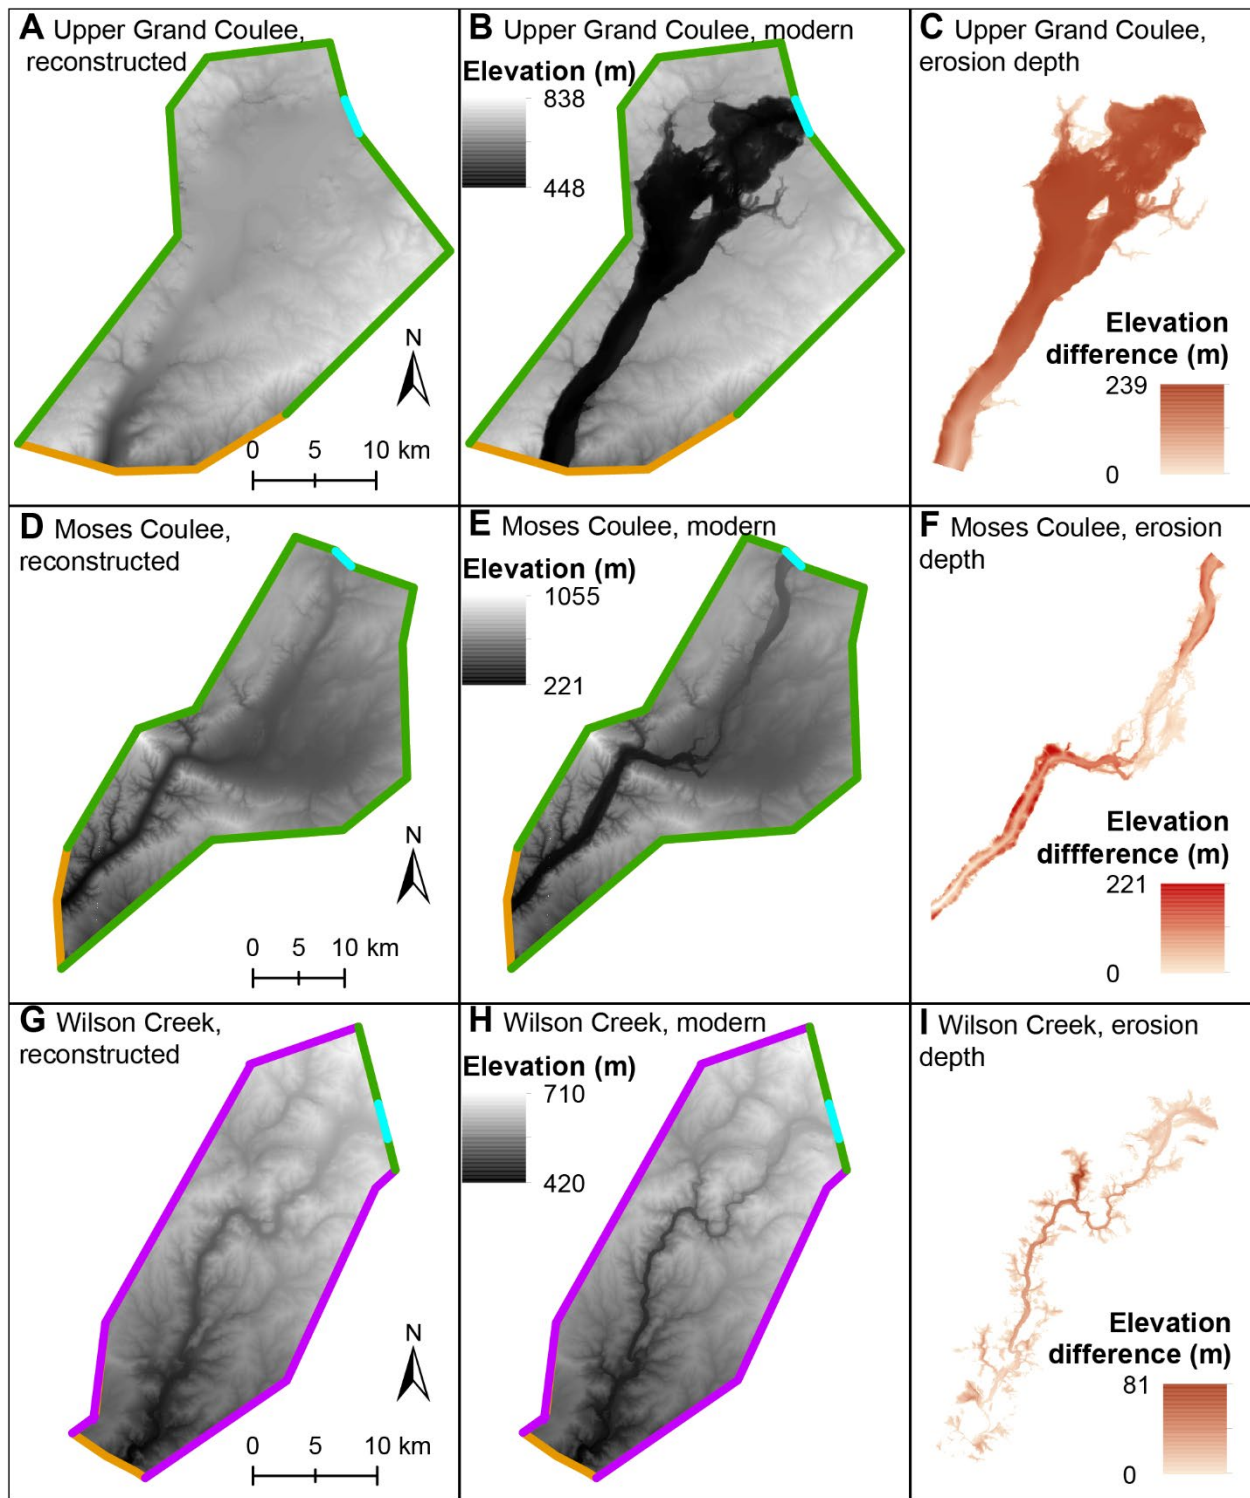 A Upper Grand Coulee,
reconstructed
N
0 5 10 km
B Upper Grand Coulee, modern
Elevation (m)
838
448
C Upper Grand Coulee,
erosion depth
Elevation
difference (m)
239
0
D Moses Coulee,
reconstructed
N
0 5 10 km
E Moses Coulee, modern
Elevation (m)
1055
221
F Moses Coulee, erosion
depth
Elevation
diffference (m)
221
0
G Wilson Creek,
reconstructed
N
0 5 10 km
H Wilson Creek, modern
Elevation (m)
710
420
I Wilson Creek, erosion
depth
Elevation
difference (m)
81
0